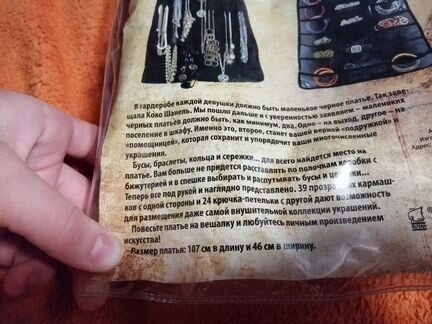 В гардеробе каждой девушки должно быть маленькое черное платье. Так заве
щала Коко Шанель. Мы пошли дальше и с уверенностью заявляем – маленьких
черных платьев должно быть, как минимум, два. Одно – на выход, другое – на
поселение в шкафу. Именно это, второе, станет вашей верной «подружкой» и
«помощницей», которая сохранит и упорядочит ваши многочисленные
украшения.
Бусы, браслеты, кольца и сережки... для всего найдется место на
платье. Вам больше не придется расставлять по полочкам коробки с
бижутерией и в спешке выбирать и распутывать бусы и цепочки...
Теперь все под рукой и наглядно представлено. 39 прозрачных кармаш-
ков с одной стороны и 24 крючка-петельки с другой дают возможность
для размещения даже самой внушительной коллекции украшений.
Повесьте платье на вешалку и любуйтесь личным произведением
искусства!
Размер платья: 107 см в длину и 46 см в ширину.
Адрес